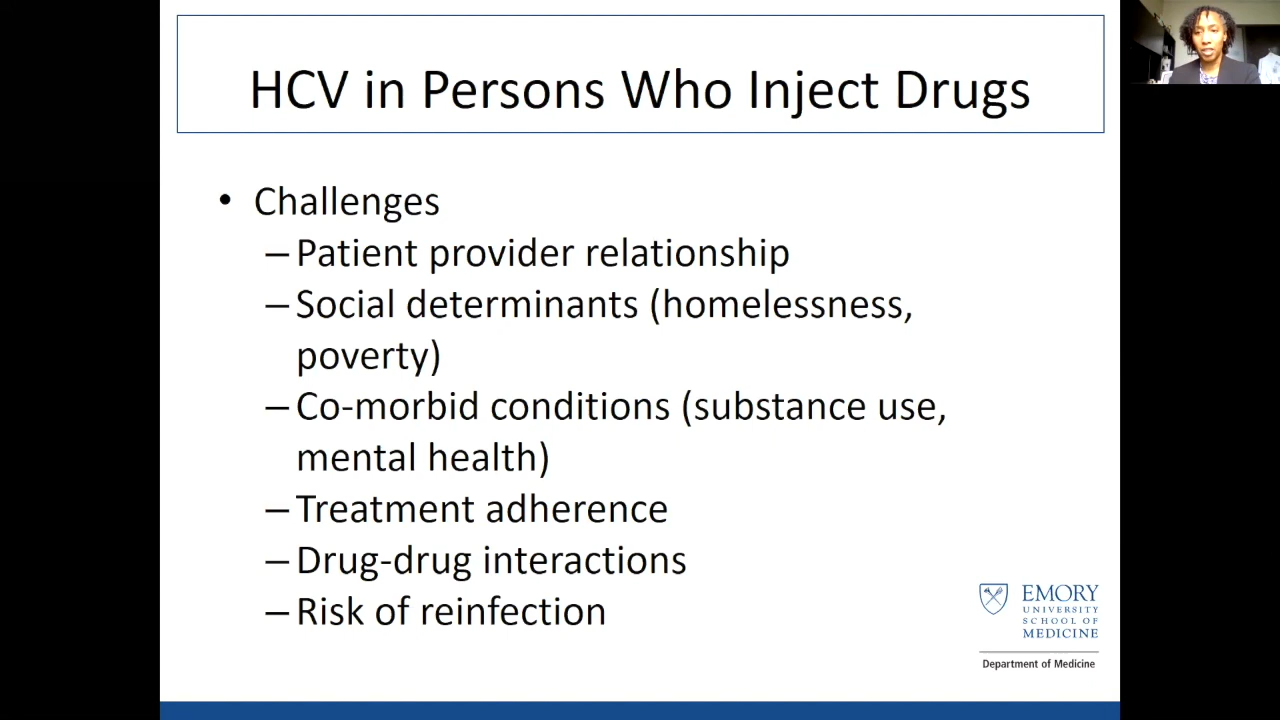 HCV in Persons Who Inject Drugs
• Challenges
– Patient provider relationship
– Social determinants (homelessness,
poverty)
– Co-morbid conditions (substance use,
mental health)
– Treatment adherence
– Drug-drug interactions
– Risk of reinfection
EMORY
UNIVERSITY
SCHOOL OF
MEDICINE
Department of Medicine